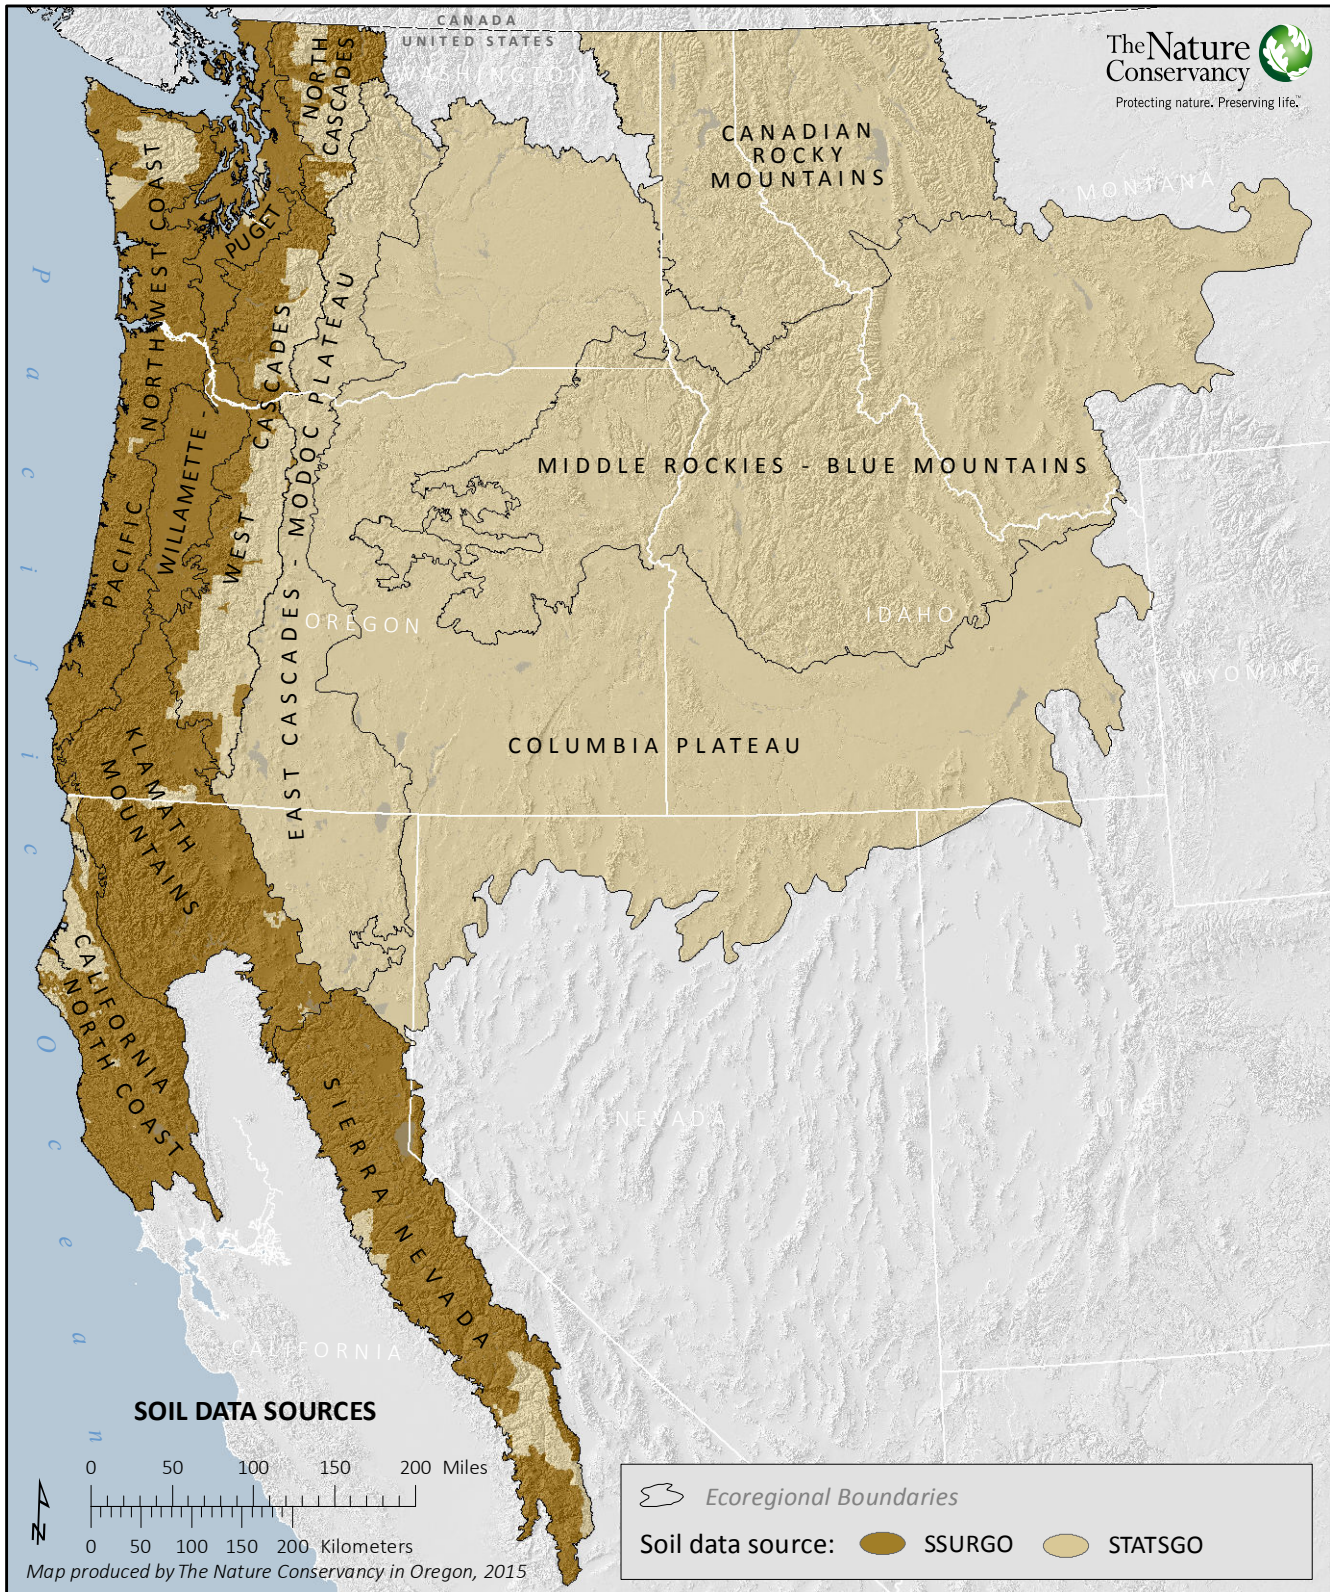 CANADA
UNITED STATES
The Nature
Conservancy
Protecting nature. Preserving life.™
WASHINGTON
NORTH
CASCADES
CANADIAN
ROCKY
MOUNTAINS
MONTANA
PUGET
PACIFIC NORTHWEST COAST
WILLAMETTE -
WEST CASCADES
EAST CASCADES - MODOC PLATEAU
MIDDLE ROCKIES - BLUE MOUNTAINS
OREGON
IDAHO
WYOMING
COLUMBIA PLATEAU
KLAMATH
MOUNTAINS
CALIFORNIA
NORTH COAST
SIERRA NEVADA
NEVADA
UTAH
CALIFORNIA
Pacific Ocean
SOIL DATA SOURCES
0 50 100 150 200 Miles
0 50 100 150 200 Kilometers
N
Map produced by The Nature Conservancy in Oregon, 2015
Ecoregional Boundaries
Soil data source: SSURGO STATSGO